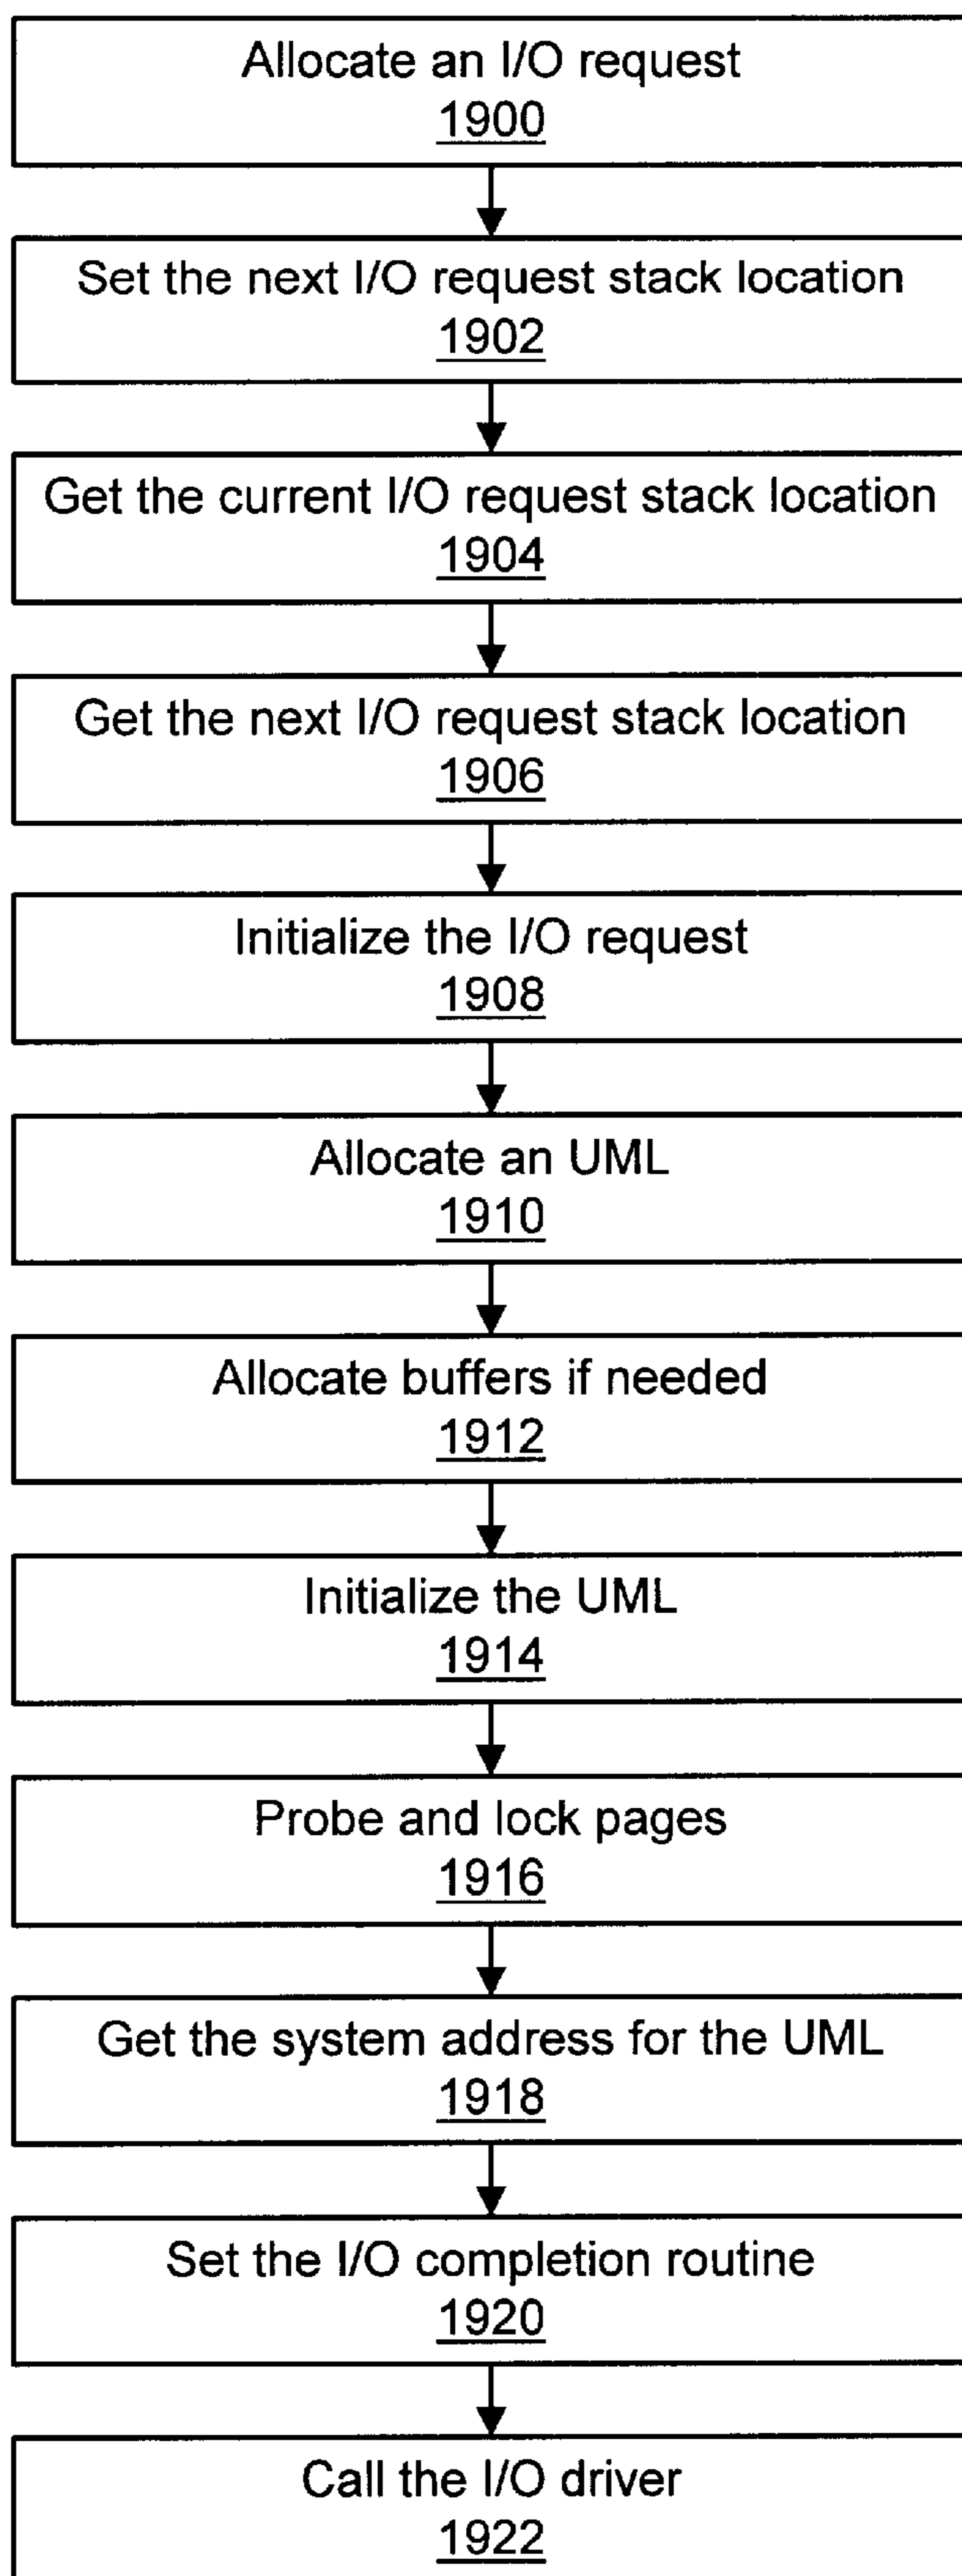 Allocate an I/O request
1900
Set the next I/O request stack location
1902
Get the current I/O request stack location
1904
Get the next I/O request stack location
1906
Initialize the I/O request
1908
Allocate an UML
1910
Allocate buffers if needed
1912
Initialize the UML
1914
Probe and lock pages
1916
Get the system address for the UML
1918
Set the I/O completion routine
1920
Call the I/O driver
1922